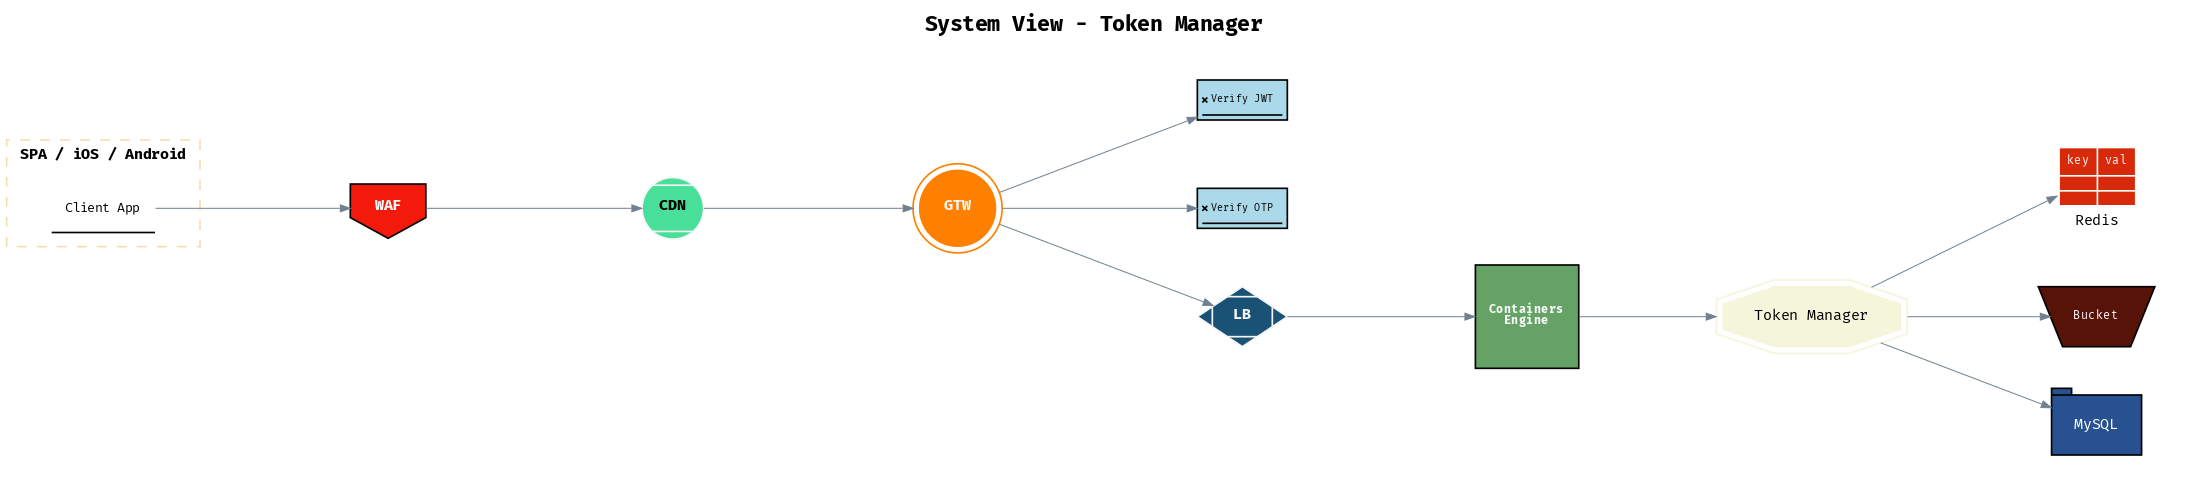 System View - Token Manager
SPA / iOS / Android
Client App
WAF
CDN
GTW
× Verify JWT
× Verify OTP
LB
Containers
Engine
Token Manager
key val
Redis
Bucket
MySQL